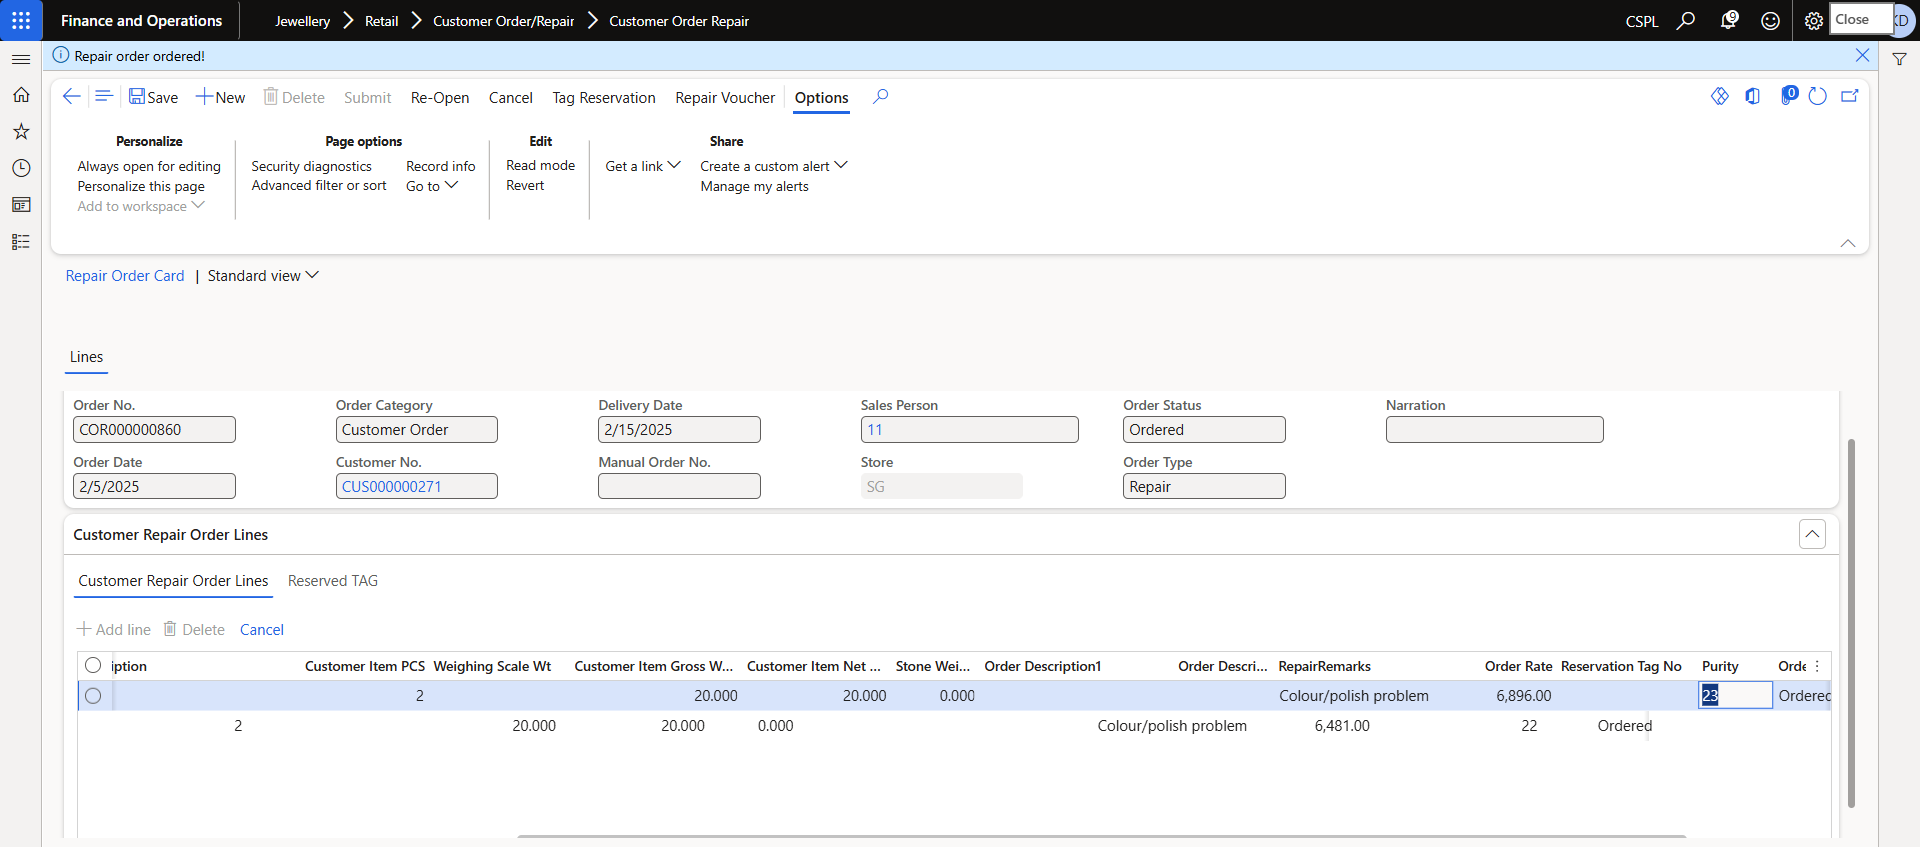 Finance and Operations
Jewellery Retail Customer Order/Repair Customer Order Repair
CSPL 9 Close
Repair order ordered!
Save New Delete Submit Re-Open Cancel Tag Reservation Repair Voucher Options 0
Personalize
Always open for editing
Personalize this page
Add to workspace
Page options
Security diagnostics Record info
Advanced filter or sort Go to
Edit
Read mode
Revert
Share
Get a link Create a custom alert
Manage my alerts
Repair Order Card | Standard view
Lines
Order No. Order Category Delivery Date Sales Person Order Status Narration
COR000000860 Customer Order 2/15/2025 11 Ordered
Order Date Customer No. Manual Order No. Store Order Type
2/5/2025 CUS000000271 SG Repair
Customer Repair Order Lines
Customer Repair Order Lines Reserved TAG
Add line Delete Cancel
iption Customer Item PCS Weighing Scale Wt Customer Item Gross W... Customer Item Net ... Stone Wei... Order Description1 Order Descri... RepairRemarks Order Rate Reservation Tag No Purity Orde
2 20.000 20.000 0.000 Colour/polish problem 6,896.00 23 Ordered
2 20.000 20.000 0.000 Colour/polish problem 6,481.00 22 Ordered